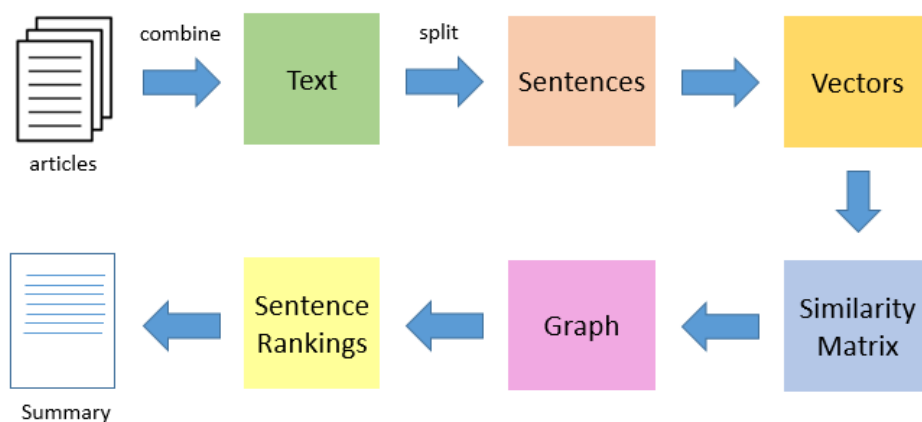 combine
split
Text
Sentences
Vectors
articles
Sentence
Rankings
Graph
Similarity
Matrix
Summary